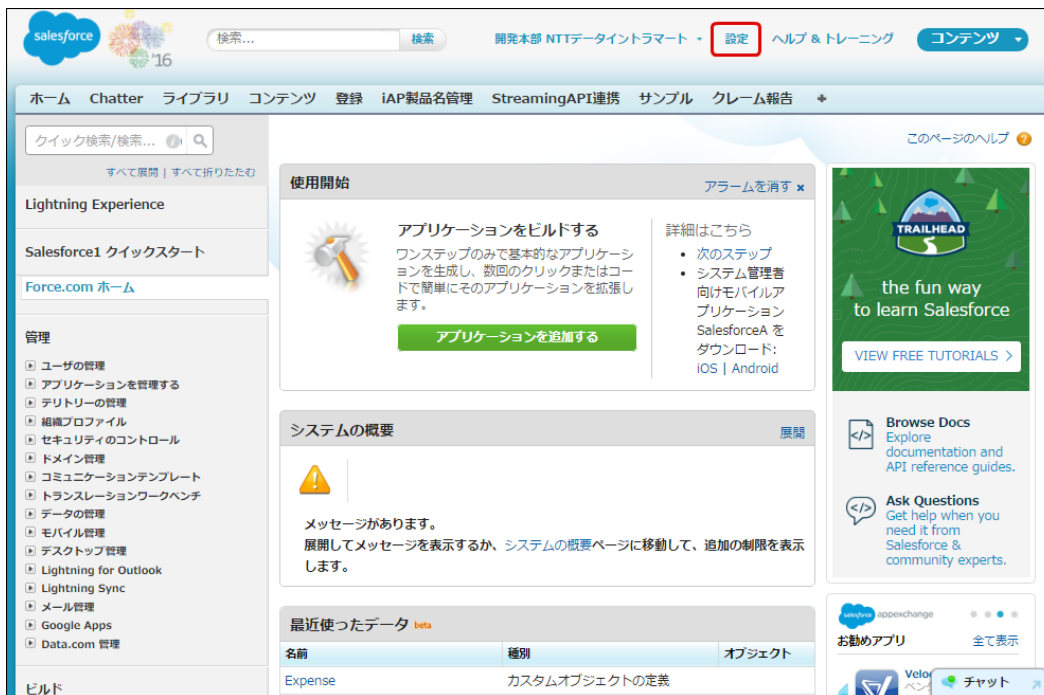 salesforce
'16
検索...
検索
開発本部 NTTデータイントラマート
設定
ヘルプ & トレーニング
コンテンツ
ホーム Chatter ライブラリ コンテンツ 登録 iAP製品名管理 StreamingAPI連携 サンプル クレーム報告 +
クイック検索/検索...
すべて展開 | すべて折りたたむ
Lightning Experience
Salesforce1 クイックスタート
Force.com ホーム
管理
ユーザの管理
アプリケーションを管理する
テリトリーの管理
組織プロファイル
セキュリティのコントロール
ドメイン管理
コミュニケーションテンプレート
トランスレーションワークベンチ
データの管理
モバイル管理
デスクトップ管理
Lightning for Outlook
Lightning Sync
メール管理
Google Apps
Data.com 管理
ビルド
このページのヘルプ ?
使用開始
アラームを消す ×
アプリケーションをビルドする
ワンステップのみで基本的なアプリケーシ
ョンを生成し、数回のクリックまたはコー
ドで簡単にそのアプリケーションを拡張し
ます。
アプリケーションを追加する
詳細はこちら
• 次のステップ
• システム管理者
向けモバイルア
プリケーション
SalesforceA を
ダウンロード:
iOS | Android
システムの概要
展開
メッセージがあります。
展開してメッセージを表示するか、システムの概要ページに移動して、追加の制限を表示
します。
最近使ったデータ beta
名前 種別 オブジェクト
Expense カスタムオブジェクトの定義
TRAILHEAD
the fun way
to learn Salesforce
VIEW FREE TUTORIALS >
Browse Docs
Explore
documentation and
API reference guides.
Ask Questions
Get help when you
need it from
Salesforce &
community experts.
salesforce appexchange
お勧めアプリ
全て表示
チャット